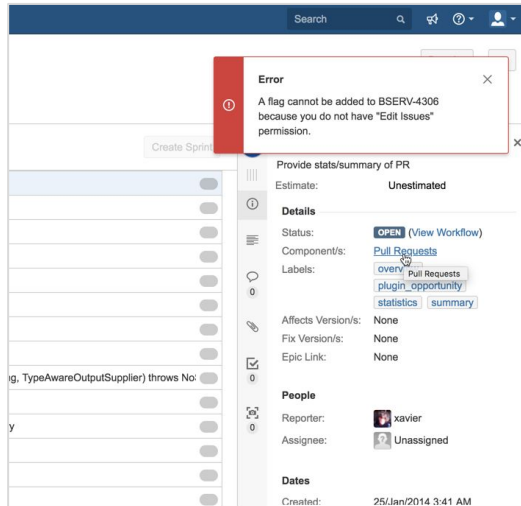 Search
Error
A flag cannot be added to BSERV-4306
because you do not have "Edit Issues"
permission.
Create Sprint
Provide stats/summary of PR
Estimate: Unestimated
Details
Status: OPEN (View Workflow)
Component/s: Pull Requests
Labels:
Pull Requests
plugin_opportunity
statistics summary
0
Affects Version/s: None
Fix Version/s: None
Epic Link: None
0
ng, TypeAwareOutputSupplier) throws
People
Reporter: xavier
0
y
Assignee: Unassigned
Dates
Created: 25/Jan/2014 3:41 AM